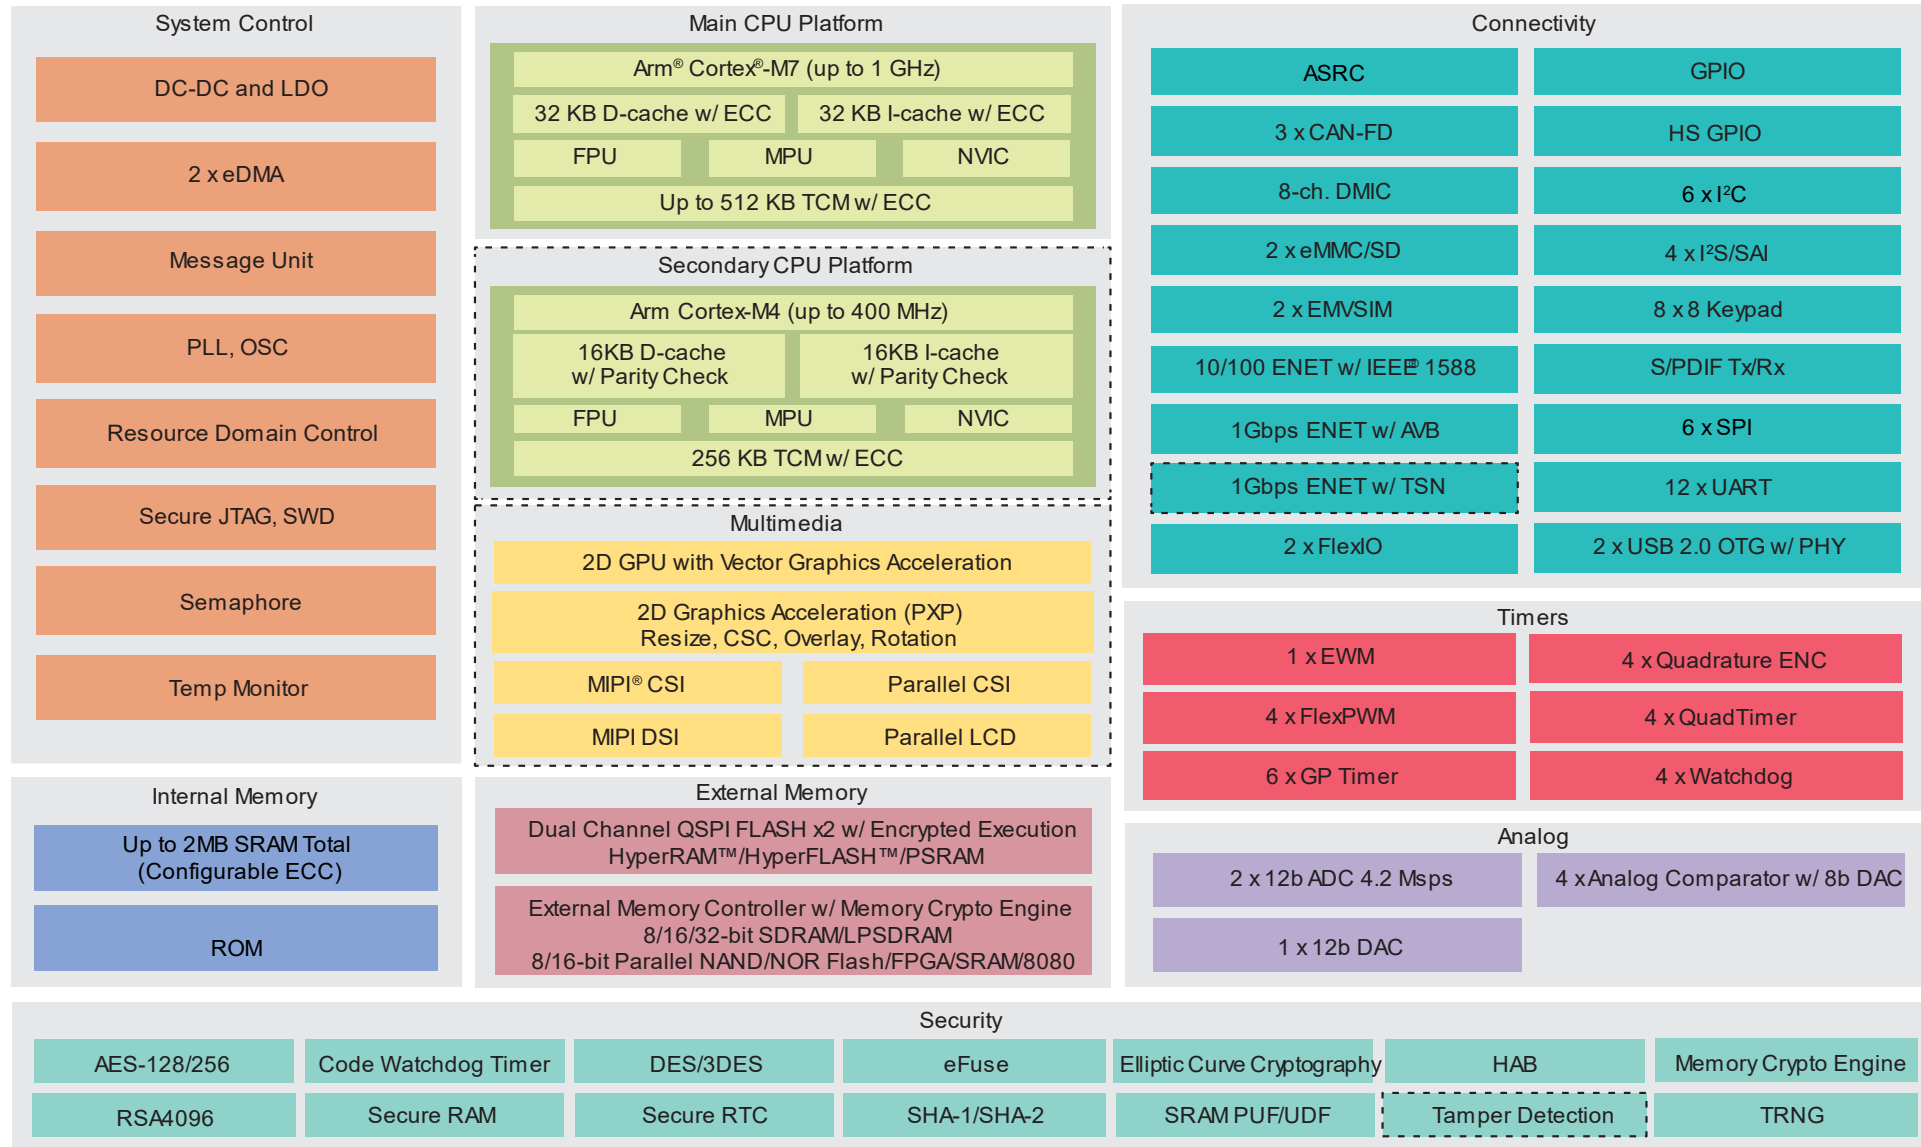 System Control
DC-DC and LDO
2 x eDMA
Message Unit
PLL, OSC
Resource Domain Control
Secure JTAG, SWD
Semaphore
Temp Monitor
Internal Memory
Up to 2MB SRAM Total
(Configurable ECC)
ROM
Main CPU Platform
Arm® Cortex®-M7 (up to 1 GHz)
32 KB D-cache w/ ECC
32 KB I-cache w/ ECC
FPU
MPU
NVIC
Up to 512 KB TCM w/ ECC
Secondary CPU Platform
Arm Cortex-M4 (up to 400 MHz)
16KB D-cache
w/ Parity Check
16KB I-cache
w/ Parity Check
FPU
MPU
NVIC
256 KB TCM w/ ECC
Multimedia
2D GPU with Vector Graphics Acceleration
2D Graphics Acceleration (PXP)
Resize, CSC, Overlay, Rotation
MIPI® CSI
Parallel CSI
MIPI DSI
Parallel LCD
External Memory
Dual Channel QSPI FLASH x2 w/ Encrypted Execution
HyperRAM™/HyperFLASH™/PSRAM
External Memory Controller w/ Memory Crypto Engine
8/16/32-bit SDRAM/LPSDRAM
8/16-bit Parallel NAND/NOR Flash/FPGA/SRAM/8080
Connectivity
ASRC
GPIO
3 x CAN-FD
HS GPIO
8-ch. DMIC
6 x I²C
2 x eMMC/SD
4 x I²S/SAI
2 x EMVSIM
8 x 8 Keypad
10/100 ENET w/ IEEE® 1588
S/PDIF Tx/Rx
1Gbps ENET w/ AVB
6 x SPI
1Gbps ENET w/ TSN
12 x UART
2 x FlexIO
2 x USB 2.0 OTG w/ PHY
Timers
1 x EWM
4 x Quadrature ENC
4 x FlexPWM
4 x QuadTimer
6 x GP Timer
4 x Watchdog
Analog
2 x 12b ADC 4.2 Msps
4 x Analog Comparator w/ 8b DAC
1 x 12b DAC
Security
AES-128/256
Code Watchdog Timer
DES/3DES
eFuse
Elliptic Curve Cryptography
HAB
Memory Crypto Engine
RSA4096
Secure RAM
Secure RTC
SHA-1/SHA-2
SRAM PUF/UDF
Tamper Detection
TRNG